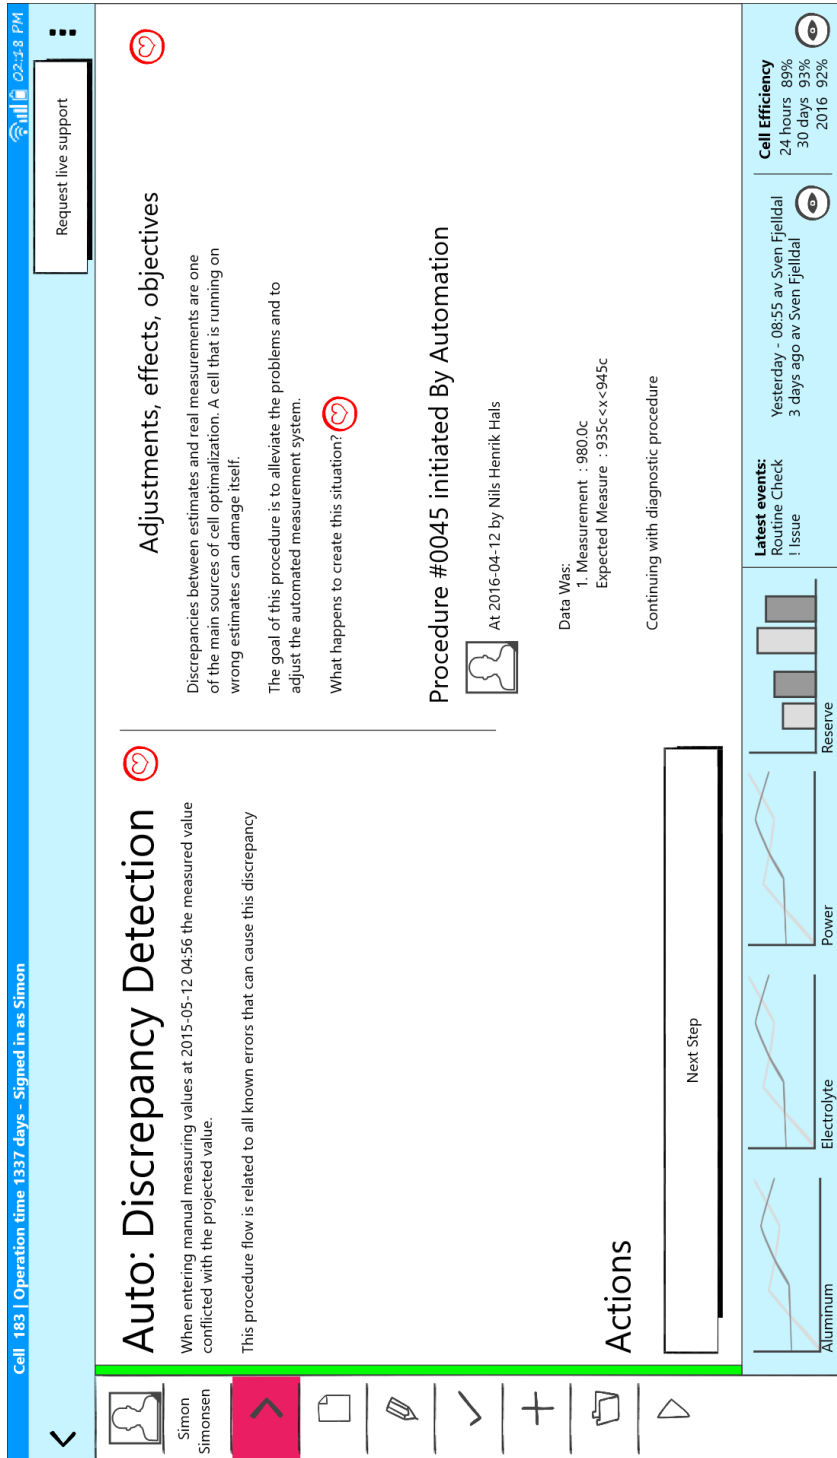 Cell 183 | Operation time 1337 days - Signed in as Simon
02:18 PM
Request live support
Simon
Simonsen
Auto: Discrepancy Detection
When entering manual measuring values at 2015-05-12 04:56 the measured value
conflicted with the projected value.
This procedure flow is related to all known errors that can cause this discrepancy
Actions
Next Step
Adjustments, effects, objectives
Discrepancies between estimates and real measurements are one
of the main sources of cell optimalization. A cell that is running on
wrong estimates can damage itself.
The goal of this procedure is to alleviate the problems and to
adjust the automated measurement system.
What happens to create this situation?
Procedure #0045 initiated By Automation
At 2016-04-12 by Nils Henrik Hals
Data Was:
1. Measurement : 980.0c
Expected Measure : 935c<x<945c
Continuing with diagnostic procedure
Aluminum
Electrolyte
Power
Reserve
Latest events:
Routine Check Yesterday - 08:55 av Sven Fjelldal
! Issue 3 days ago av Sven Fjelldal
Cell Efficiency
24 hours 89%
30 days 93%
2016 92%